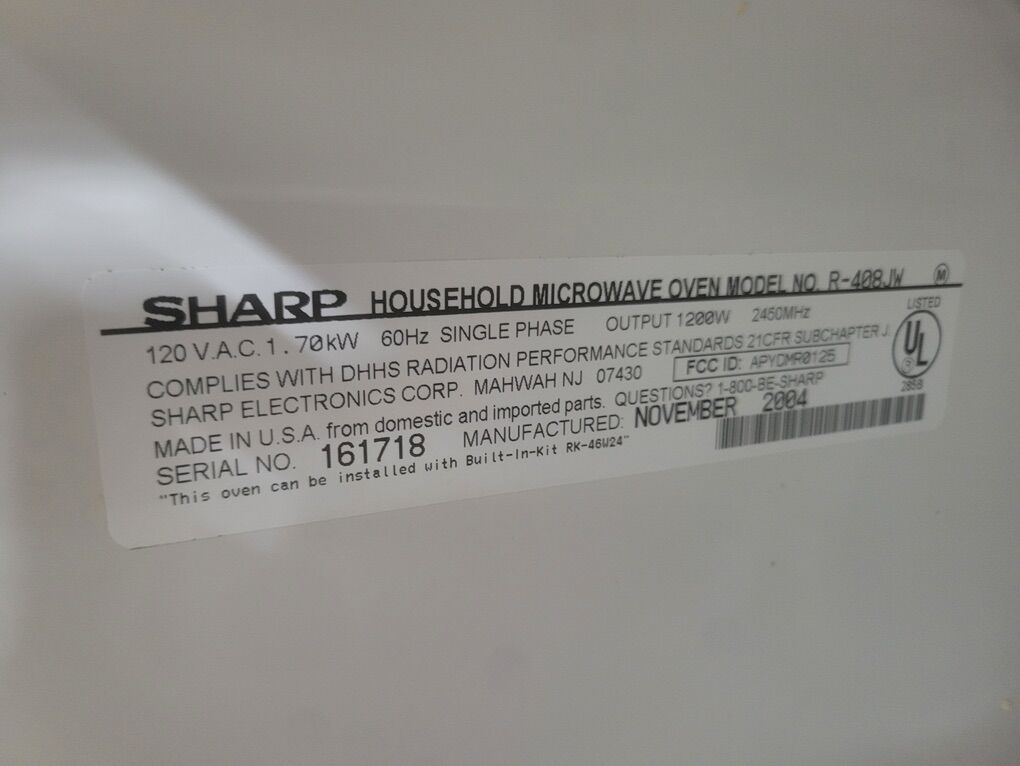 SHARP HOUSEHOLD MICROWAVE OVEN MODEL NO. R-408JW M
120 V.A.C. 1.70kW 60Hz SINGLE PHASE OUTPUT 1200W 2450MHz
LISTED
UL
COMPLIES WITH DHHS RADIATION PERFORMANCE STANDARDS 21CFR SUBCHAPTER J.
SHARP ELECTRONICS CORP. MAHWAH NJ 07430 FCC ID: APYDMR0125
MADE IN U.S.A. from domestic and imported parts. QUESTIONS? 1-800-BE-SHARP
SERIAL NO. 161718 MANUFACTURED: NOVEMBER 2004
"This oven can be installed with Built-In-Kit RK-46W24"